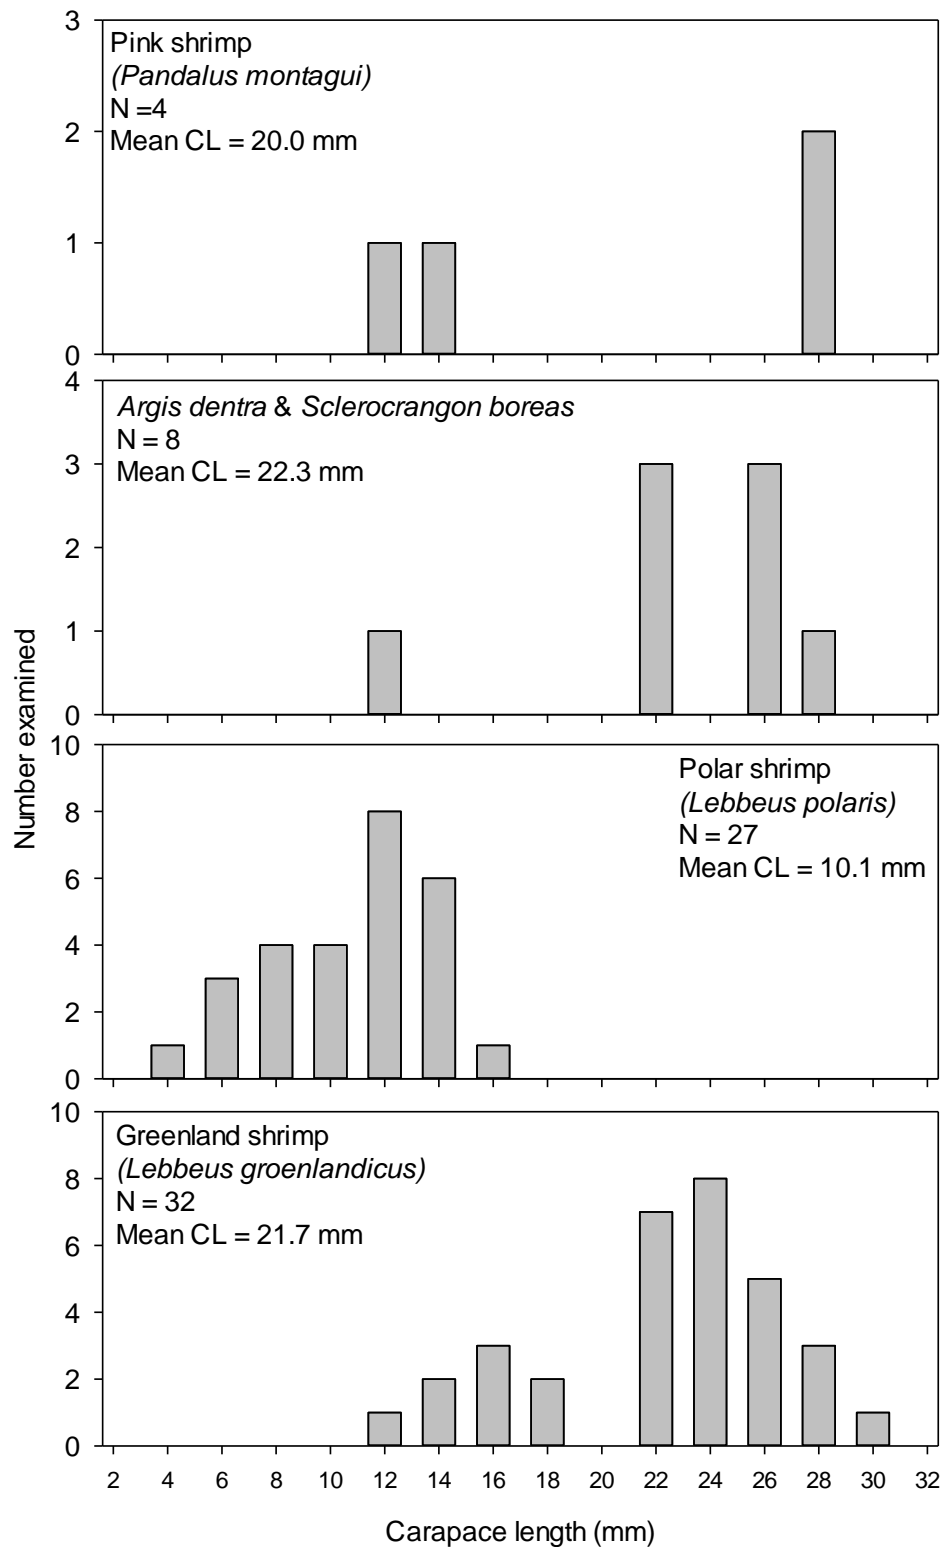 3
Pink shrimp
(Pandalus montagui)
N =4
Mean CL = 20.0 mm
2
1
0
4
Argis dentra & Sclerocrangon boreas
N = 8
Mean CL = 22.3 mm
3
2
1
0
Number examined
10
Polar shrimp
(Lebbeus polaris)
N = 27
Mean CL = 10.1 mm
8
6
4
2
0
10
Greenland shrimp
(Lebbeus groenlandicus)
N = 32
Mean CL = 21.7 mm
8
6
4
2
0
2 4 6 8 10 12 14 16 18 20 22 24 26 28 30 32
Carapace length (mm)